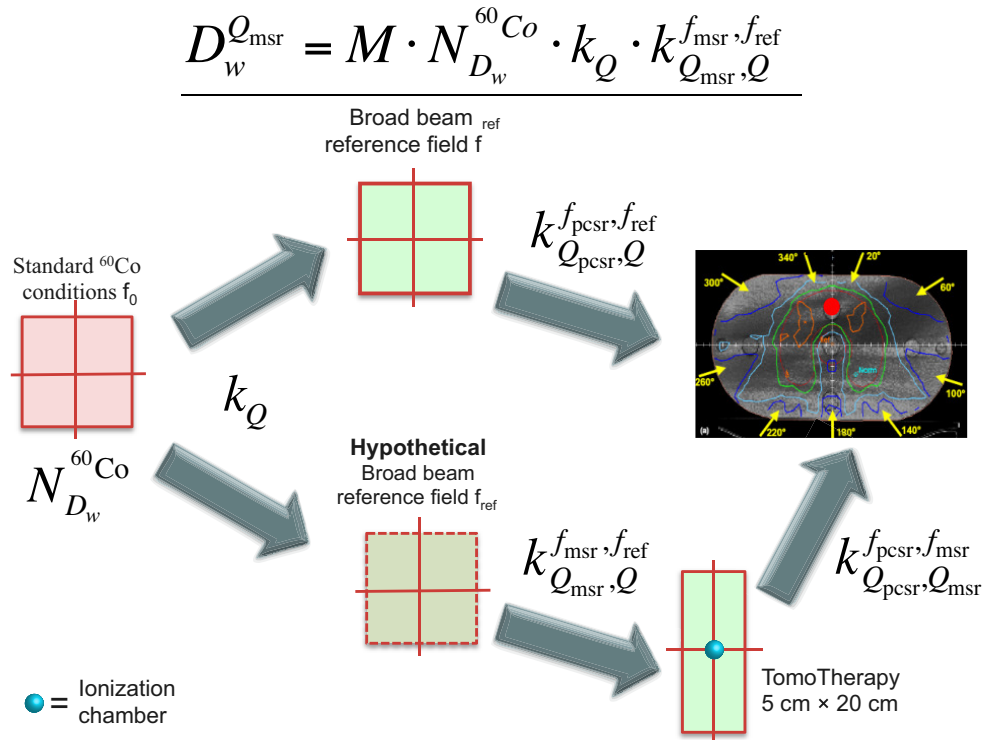 D_w^{Q_msr} = M · N_{D_w}^{60Co} · k_Q · k_{Q_msr,Q}^{f_msr,f_ref}
Broad beam ref
reference field f
k_{Q_pcsr,Q}^{f_pcsr,f_ref}
Standard ⁶⁰Co
conditions f₀
340°
20°
300°
60°
260°
100°
220°
180°
140°
(a)
k_Q
N_{D_w}^{60Co}
Hypothetical
Broad beam
reference field f_ref
k_{Q_msr,Q}^{f_msr,f_ref}
k_{Q_pcsr,Q_msr}^{f_pcsr,f_msr}
TomoTherapy
5 cm × 20 cm
= Ionization
chamber